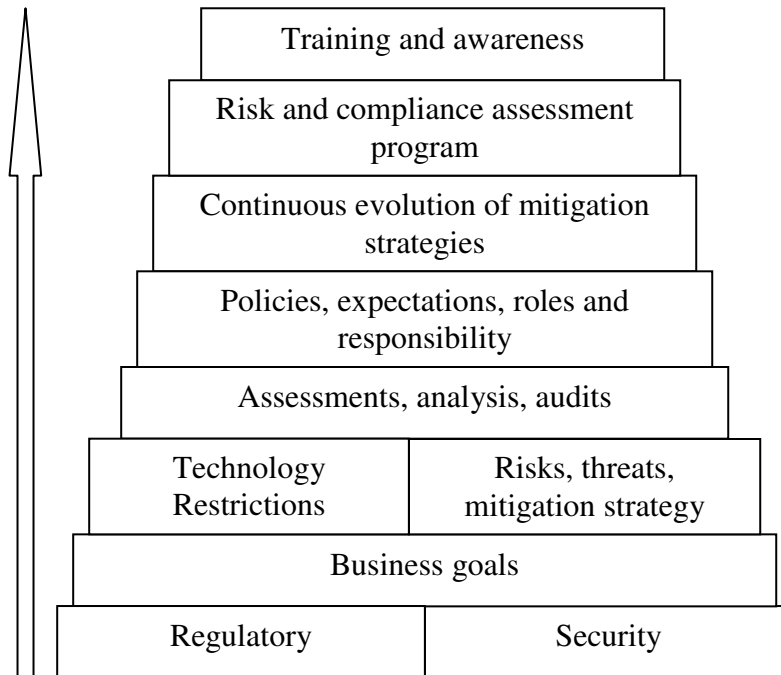 Training and awareness
Risk and compliance assessment
program
Continuous evolution of mitigation
strategies
Policies, expectations, roles and
responsibility
Assessments, analysis, audits
Technology
Restrictions
Risks, threats,
mitigation strategy
Business goals
Regulatory
Security